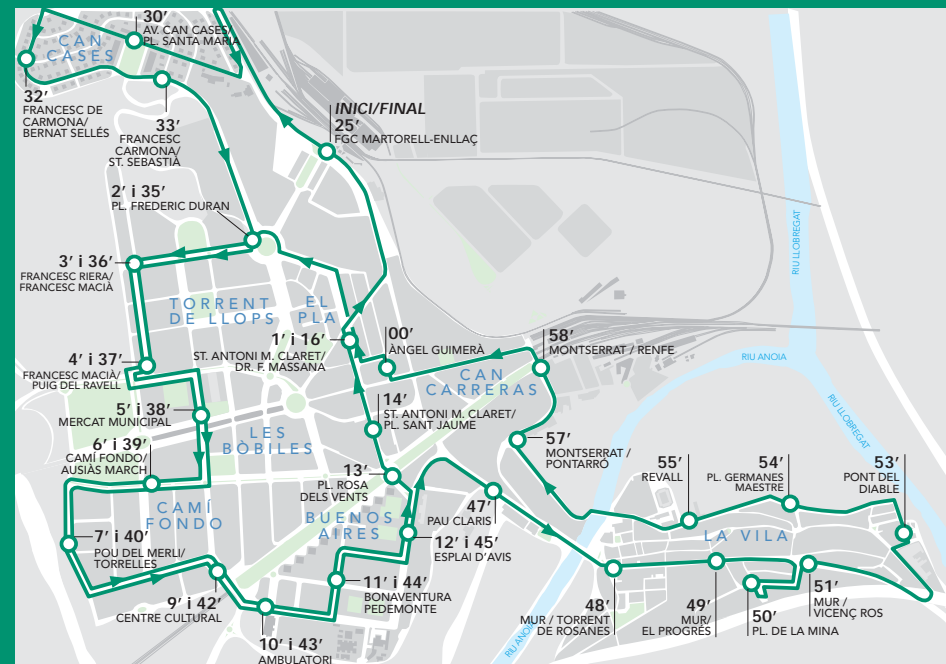 30'
AV. CAN CASES/
PL. SANTA MARIA
CAN
CASES
32'
FRANCESC DE
CARMONA/
BERNAT SELLÉS
33'
FRANCESC
CARMONA/
ST. SEBASTIÀ
INICI/FINAL
25'
FGC MARTORELL-ENLLAÇ
2' i 35'
PL. FREDERIC DURAN
3' i 36'
FRANCESC RIERA/
FRANCESC MACIÀ
TORRENT
DE LLOPS
EL
PLA
RIU LLOBREGAT
1' i 16'
ST. ANTONI M. CLARET/
DR. F. MASSANA
00'
ÀNGEL GUIMERÀ
58'
MONTSERRAT / RENFE
RIU ANOIA
RIU LLOBREGAT
4' i 37'
FRANCESC MACIÀ/
PUIG DEL RAVELL
CAN
CARRERAS
5' i 38'
MERCAT MUNICIPAL
14'
ST. ANTONI M. CLARET/
PL. SANT JAUME
6' i 39'
CAMÍ FONDO/
AUSIÀS MARCH
LES
BÒBILES
57'
MONTSERRAT /
PONTARRÓ
55'
REVALL
54'
PL. GERMANES
MAESTRE
53'
PONT DEL
DIABLE
13'
PL. ROSA
DELS VENTS
47'
PAU CLARIS
CAMÍ
FONDO
BUENOS
AIRES
LA VILA
7' i 40'
POU DEL MERLI/
TORRELLES
12' i 45'
ESPLAI D'AVIS
9' i 42'
CENTRE CULTURAL
11' i 44'
BONAVENTURA
PEDEMONTE
10' i 43'
AMBULATORI
48'
MUR / TORRENT
DE ROSANES
49'
MUR/
EL PROGRÉS
50'
PL. DE LA MINA
51'
MUR /
VICENÇ ROS
RIU ANOIA